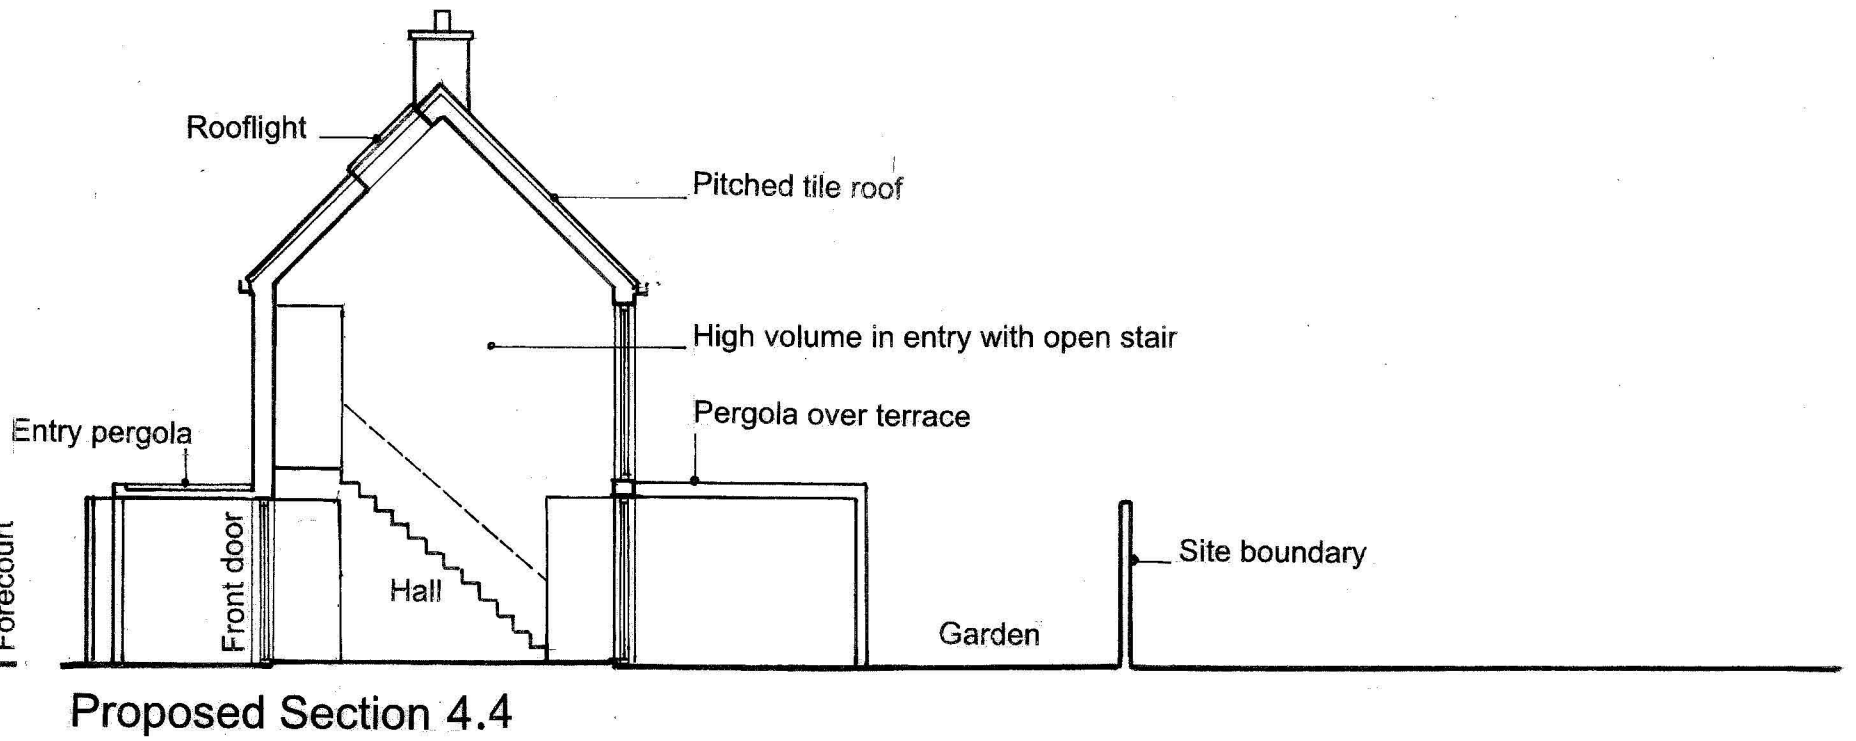 Rooflight
Pitched tile roof
High volume in entry with open stair
Pergola over terrace
Entry pergola
Forecourt
Front door
Hall
Site boundary
Garden
Proposed Section 4.4